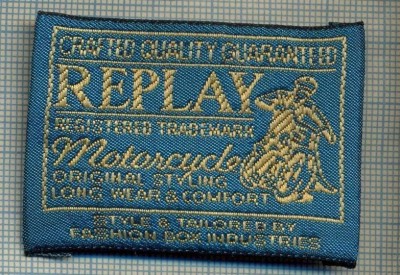 CRAFTED QUALITY GUARANTEED
REPLAY
REGISTERED TRADEMARK
Motorcycle
ORIGINAL STYLING
LONG WEAR & COMFORT
STYLE & TAILORED BY
FASHION BOX INDUSTRIES